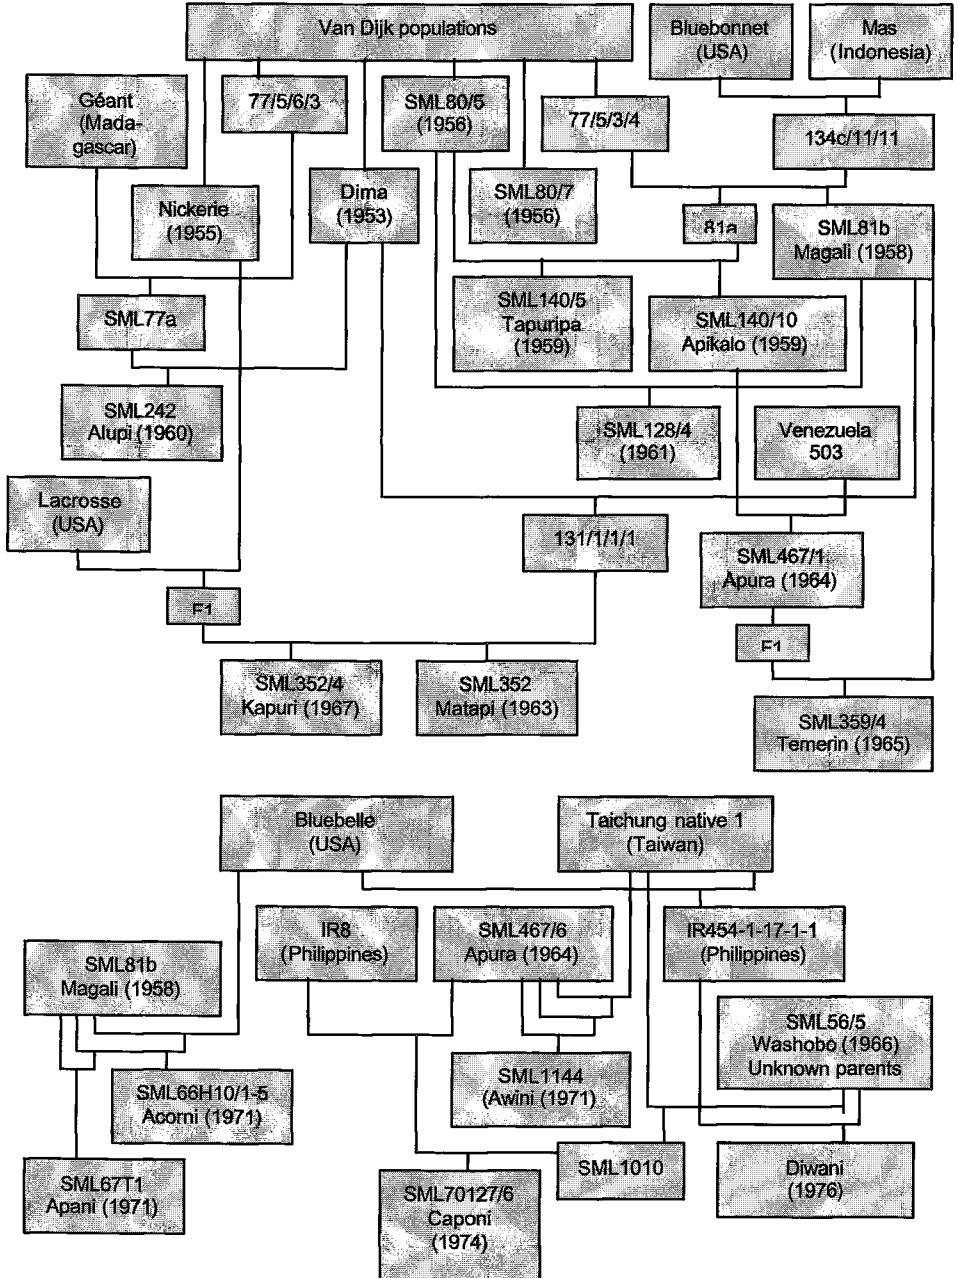 Van Dijk populations
Bluebonnet
(USA)
Mas
(Indonesia)
Géant
(Mada-
gascar)
77/5/6/3
SML80/5
(1956)
77/5/3/4
134c/11/11
Nickerie
(1955)
Dima
(1953)
SML80/7
(1956)
81a
SML81b
Magali (1958)
SML77a
SML140/5
Tapuripa
(1959)
SML140/10
Apikalo (1959)
SML242
Alupi (1960)
SML128/4
(1961)
Venezuela
503
Lacrosse
(USA)
131/1/1/1
SML467/1
Apura (1964)
F1
F1
SML352/4
Kapuri (1967)
SML352
Matapi (1963)
SML359/4
Temerin (1965)
Bluebelle
(USA)
Taichung native 1
(Taiwan)
IR8
(Philippines)
SML467/6
Apura (1964)
IR454-1-17-1-1
(Philippines)
SML81b
Magali (1958)
SML56/5
Washobo (1966)
Unknown parents
SML66H10/1-5
Acorni (1971)
SML1144
(Awini (1971)
SML67T1
Apani (1971)
SML1010
Diwani
(1976)
SML70127/6
Caponi
(1974)